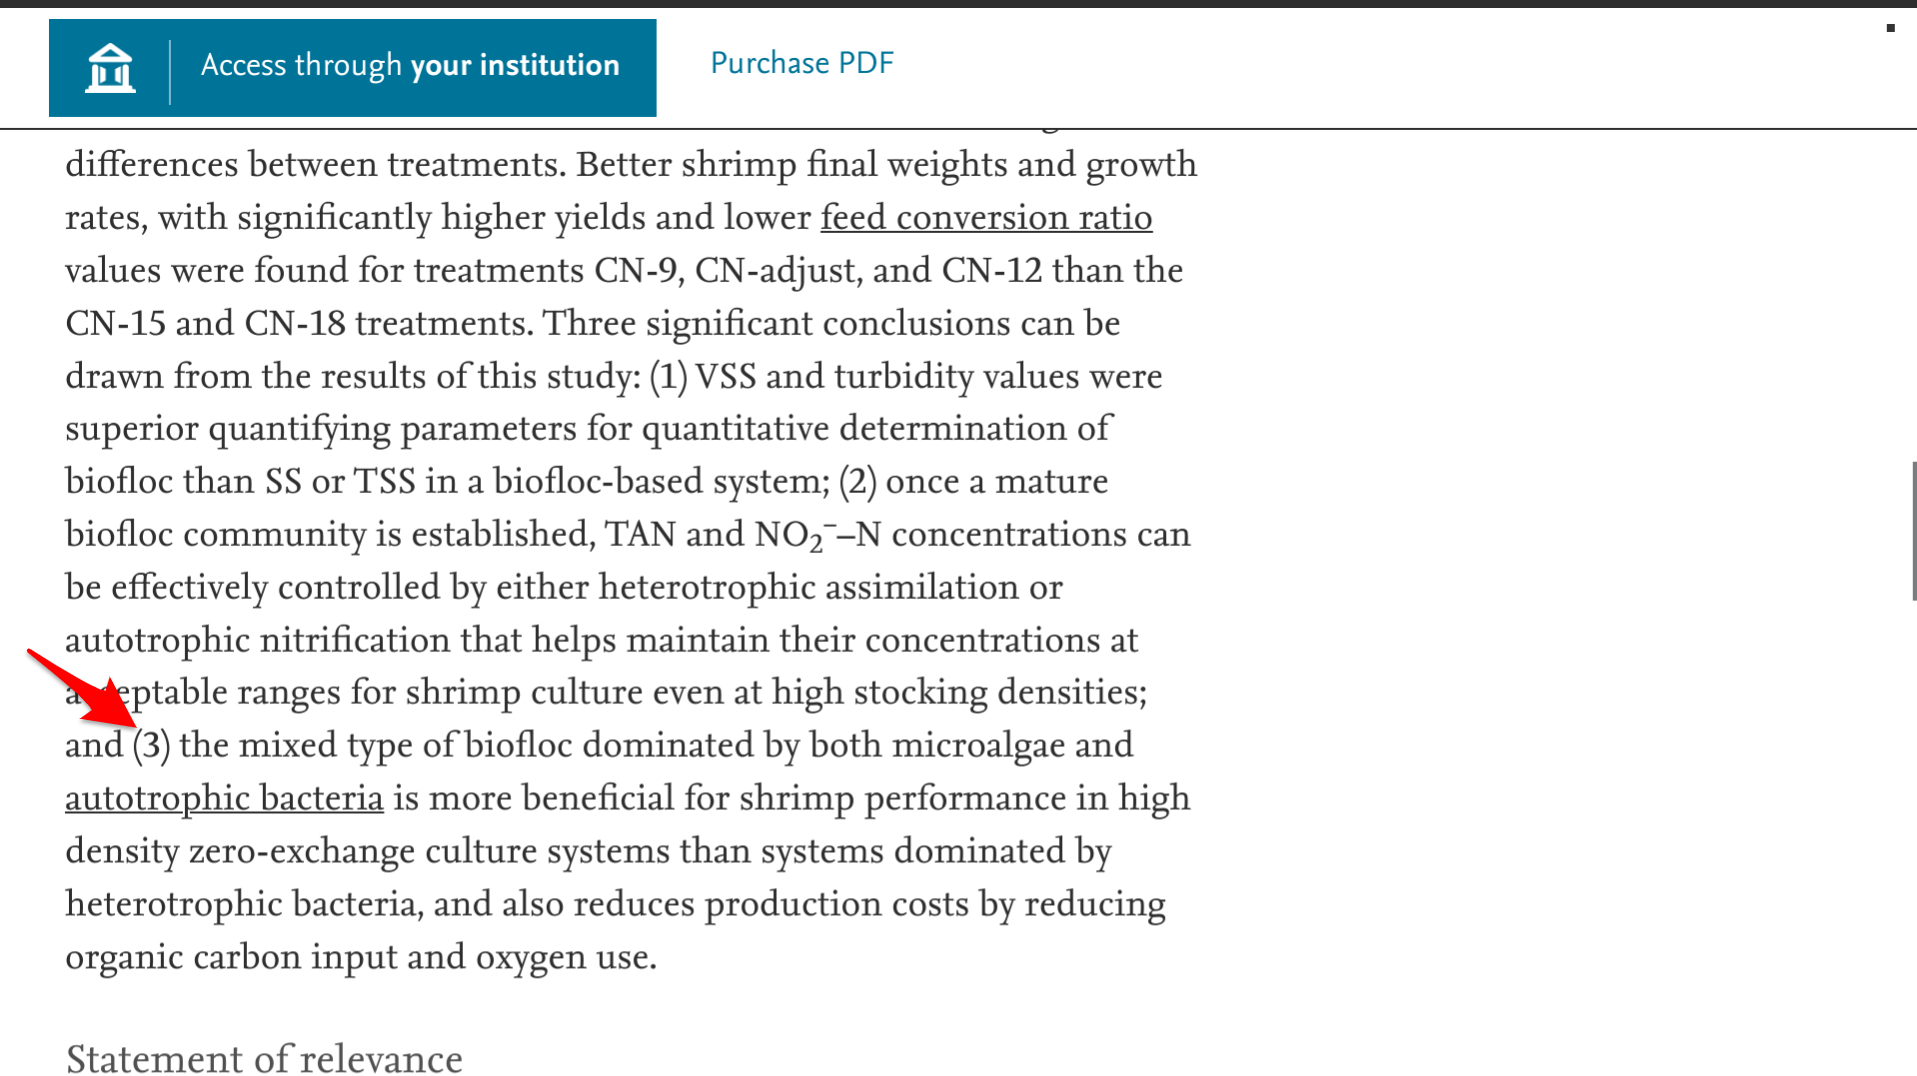 Access through your institution
Purchase PDF
differences between treatments. Better shrimp final weights and growth
rates, with significantly higher yields and lower feed conversion ratio
values were found for treatments CN-9, CN-adjust, and CN-12 than the
CN-15 and CN-18 treatments. Three significant conclusions can be
drawn from the results of this study: (1) VSS and turbidity values were
superior quantifying parameters for quantitative determination of
biofloc than SS or TSS in a biofloc-based system; (2) once a mature
biofloc community is established, TAN and NO₂⁻–N concentrations can
be effectively controlled by either heterotrophic assimilation or
autotrophic nitrification that helps maintain their concentrations at
acceptable ranges for shrimp culture even at high stocking densities;
and (3) the mixed type of biofloc dominated by both microalgae and
autotrophic bacteria is more beneficial for shrimp performance in high
density zero-exchange culture systems than systems dominated by
heterotrophic bacteria, and also reduces production costs by reducing
organic carbon input and oxygen use.
Statement of relevance